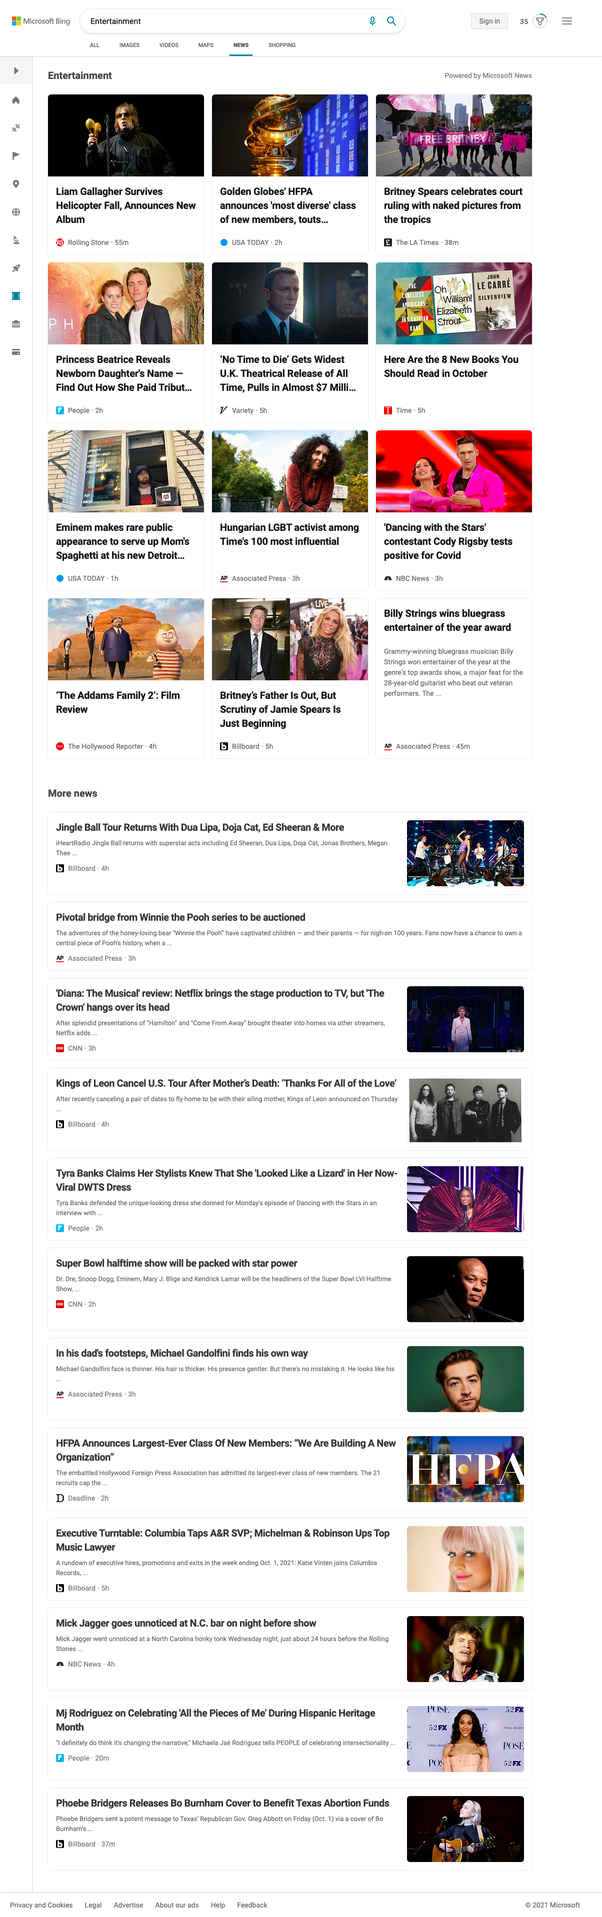 Microsoft Bing
Entertainment
Sign in
35
ALL
IMAGES
VIDEOS
MAPS
NEWS
SHOPPING
Entertainment
Powered by Microsoft News
FREE BRITNEY
Liam Gallagher Survives
Helicopter Fall, Announces New
Album
Rolling Stone · 55m
Golden Globes' HFPA
announces 'most diverse' class
of new members, touts...
USA TODAY · 2h
Britney Spears celebrates court
ruling with naked pictures from
the tropics
The LA Times · 38m
Oh
William!
Elizabeth
Strout
JOHN
LE CARRÉ
SILVERVIEW
Princess Beatrice Reveals
Newborn Daughter's Name —
Find Out How She Paid Tribut...
People · 2h
'No Time to Die' Gets Widest
U.K. Theatrical Release of All
Time, Pulls in Almost $7 Milli...
Variety · 5h
Here Are the 8 New Books You
Should Read in October
Time · 5h
Eminem makes rare public
appearance to serve up Mom's
Spaghetti at his new Detroit...
USA TODAY · 1h
Hungarian LGBT activist among
Time's 100 most influential
Associated Press · 3h
'Dancing with the Stars'
contestant Cody Rigsby tests
positive for Covid
NBC News · 3h
LIVE
'The Addams Family 2': Film
Review
The Hollywood Reporter · 4h
Britney's Father Is Out, But
Scrutiny of Jamie Spears Is
Just Beginning
Billboard · 5h
Billy Strings wins bluegrass
entertainer of the year award
Grammy-winning bluegrass musician Billy
Strings won entertainer of the year at the
genre's top awards show, a major feat for the
28-year-old guitarist who beat out veteran
performers. The ...
Associated Press · 45m
More news
Jingle Ball Tour Returns With Dua Lipa, Doja Cat, Ed Sheeran & More
iHeartRadio Jingle Ball returns with superstar acts including Ed Sheeran, Dua Lipa, Doja Cat, Jonas Brothers, Megan
Thee ...
Billboard · 4h
Pivotal bridge from Winnie the Pooh series to be auctioned
The adventures of the honey-loving bear "Winnie the Pooh" have captivated children — and their parents — for nigh-on 100 years. Fans now have a chance to own a
central piece of Pooh's history, when a ...
Associated Press · 3h
'Diana: The Musical' review: Netflix brings the stage production to TV, but 'The
Crown' hangs over its head
After splendid presentations of "Hamilton" and "Come From Away" brought theater into homes via other streamers,
Netflix adds ...
CNN · 3h
NETFLIX
Kings of Leon Cancel U.S. Tour After Mother's Death: 'Thanks For All of the Love'
After recently canceling a pair of dates to fly home to be with their ailing mother, Kings of Leon announced on Thursday
...
Billboard · 4h
Tyra Banks Claims Her Stylists Knew That She 'Looked Like a Lizard' in Her Now-
Viral DWTS Dress
Tyra Banks defended the unique-looking dress she donned for Monday's episode of Dancing with the Stars in an
interview with ...
People · 2h
Super Bowl halftime show will be packed with star power
Dr. Dre, Snoop Dogg, Eminem, Mary J. Blige and Kendrick Lamar will be the headliners of the Super Bowl LVI Halftime
Show, ...
CNN · 2h
In his dad's footsteps, Michael Gandolfini finds his own way
Michael Gandolfini face is thinner. His hair is thicker. His presence gentler. But there's no mistaking it. He looks like his
...
Associated Press · 3h
HFPA Announces Largest-Ever Class Of New Members: "We Are Building A New
Organization"
The embattled Hollywood Foreign Press Association has admitted its largest-ever class of new members. The 21
recruits cap the ...
Deadline · 2h
HFPA
Executive Turntable: Columbia Taps A&R SVP; Michelman & Robinson Ups Top
Music Lawyer
A rundown of executive hires, promotions and exits in the week ending Oct. 1, 2021: Katie Vinten joins Columbia
Records, ...
Billboard · 5h
Mick Jagger goes unnoticed at N.C. bar on night before show
Mick Jagger went unnoticed at a North Carolina honky tonk Wednesday night, just about 24 hours before the Rolling
Stones ...
NBC News · 4h
Mj Rodriguez on Celebrating 'All the Pieces of Me' During Hispanic Heritage
Month
"I definitely do think it's changing the narrative," Michaela Jaé Rodriguez tells PEOPLE of celebrating intersectionality ...
People · 20m
POSE
FX
Phoebe Bridgers Releases Bo Burnham Cover to Benefit Texas Abortion Funds
Phoebe Bridgers sent a potent message to Texas' Republican Gov. Greg Abbott on Friday (Oct. 1) via a cover of Bo
Burnham's ...
Billboard · 37m
Privacy and Cookies
Legal
Advertise
About our ads
Help
Feedback
© 2021 Microsoft